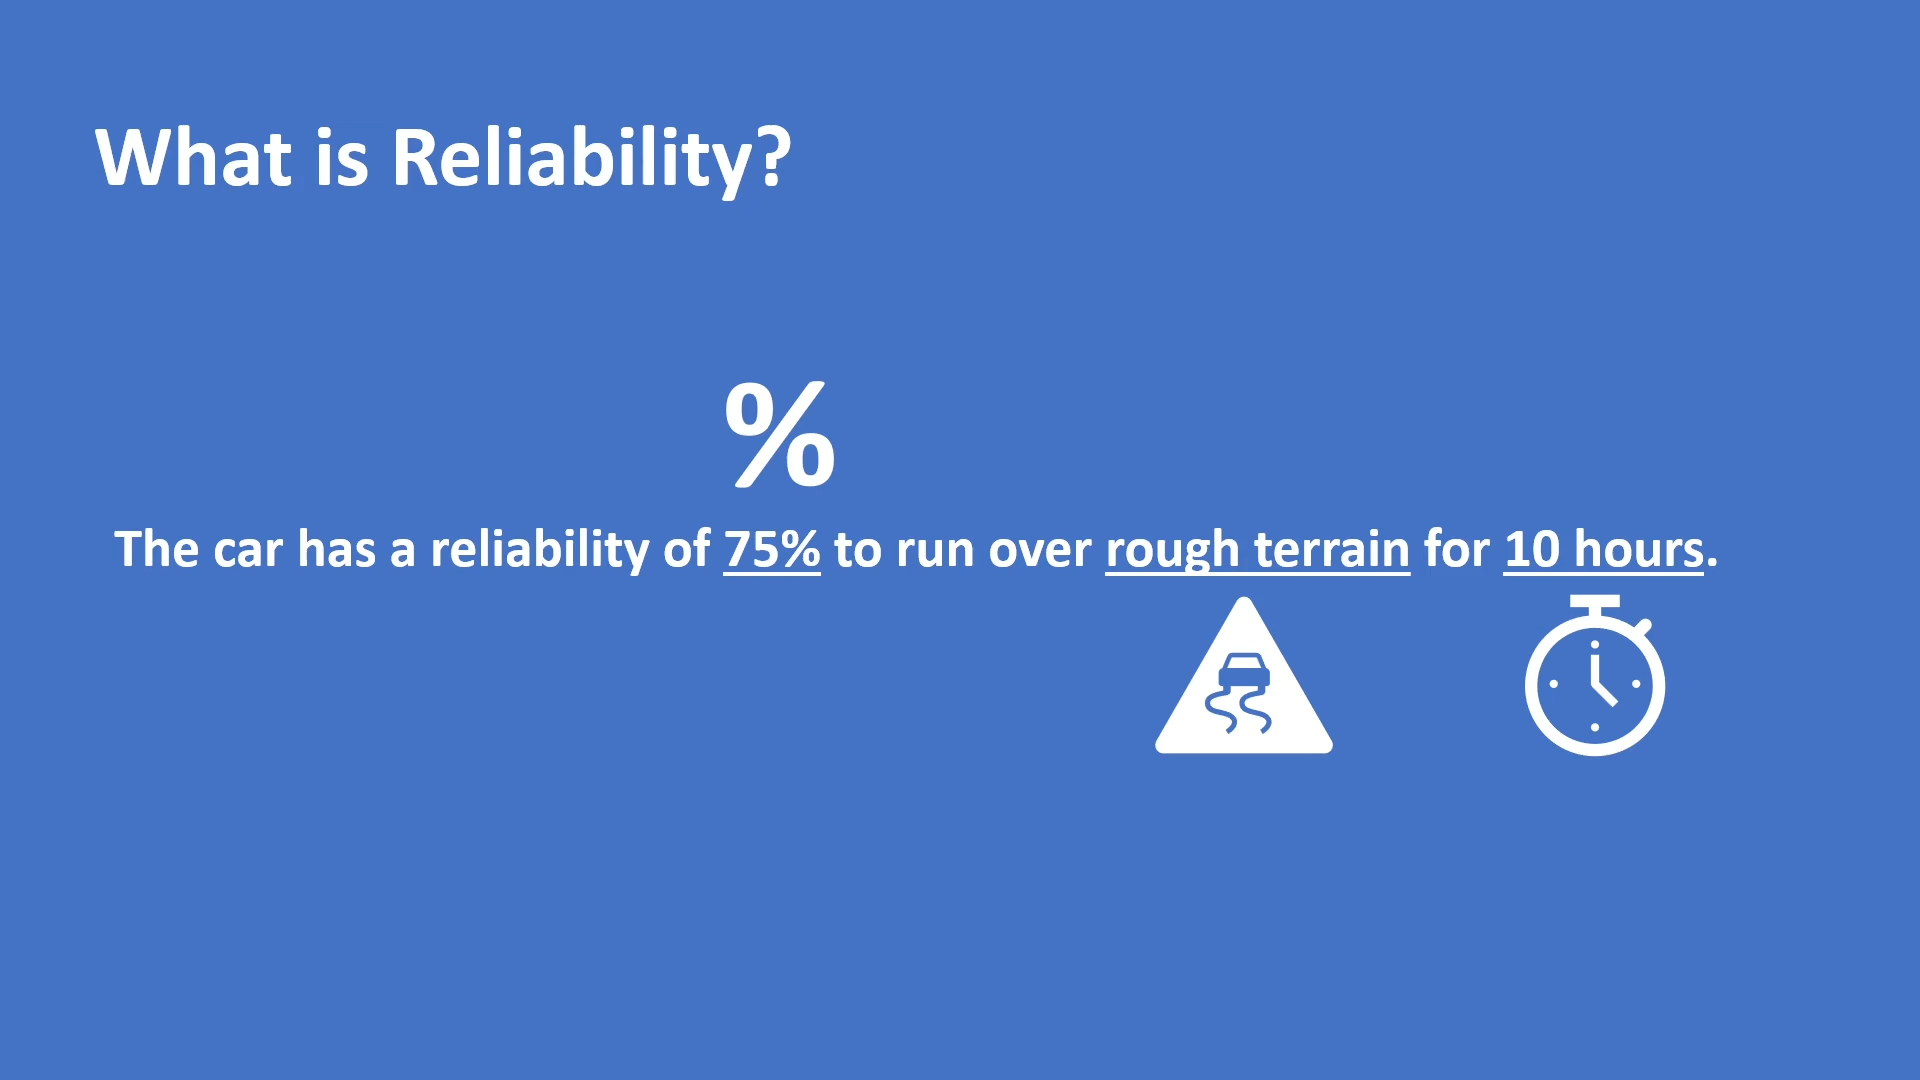 What is Reliability?
%
The car has a reliability of 75% to run over rough terrain for 10 hours.